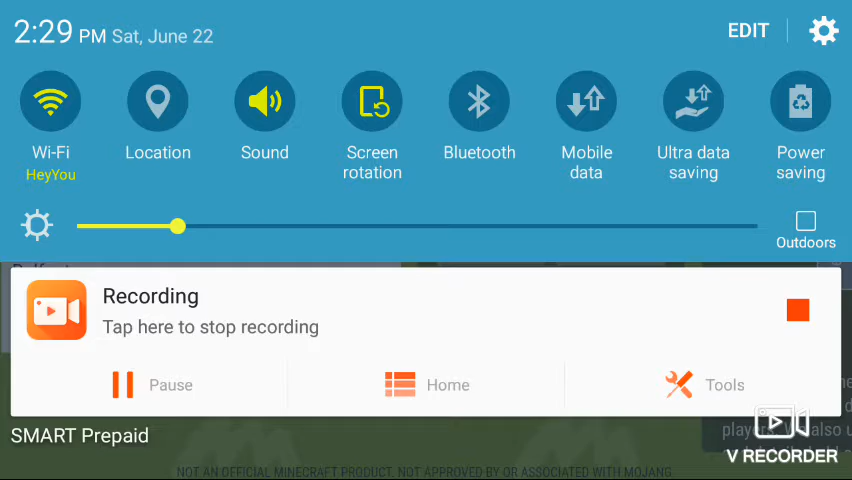 2:29 PM Sat, June 22
EDIT
Wi-Fi
HeyYou
Location
Sound
Screen
rotation
Bluetooth
Mobile
data
Ultra data
saving
Power
saving
Outdoors
Recording
Tap here to stop recording
Pause
Home
Tools
SMART Prepaid
V RECORDER
NOT AN OFFICIAL MINECRAFT PRODUCT. NOT APPROVED BY OR ASSOCIATED WITH MOJANG